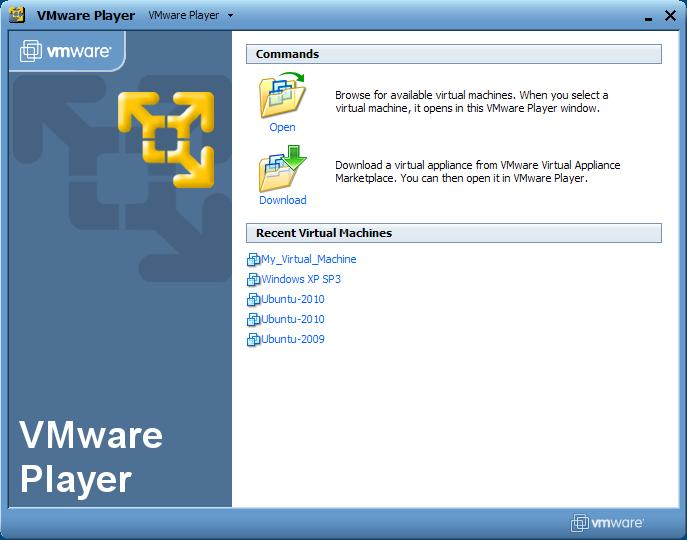 VMware Player VMware Player
vmware
Commands
Open
Browse for available virtual machines. When you select a
virtual machine, it opens in this VMware Player window.
Download
Download a virtual appliance from VMware Virtual Appliance
Marketplace. You can then open it in VMware Player.
Recent Virtual Machines
My_Virtual_Machine
Windows XP SP3
Ubuntu-2010
Ubuntu-2010
Ubuntu-2009
VMware
Player
vmware